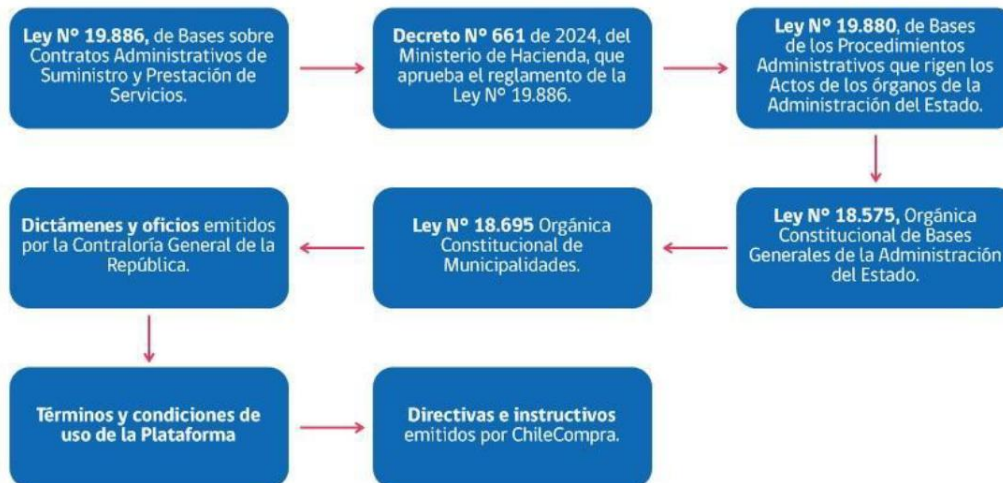 Ley N° 19.886, de Bases sobre
Contratos Administrativos de
Suministro y Prestación de
Servicios.
Decreto N° 661 de 2024, del
Ministerio de Hacienda, que
aprueba el reglamento de la
Ley N° 19.886.
Ley N° 19.880, de Bases
de los Procedimientos
Administrativos que rigen los
Actos de los órganos de la
Administración del Estado.
Ley N° 18.575, Orgánica
Constitucional de Bases
Generales de la Administración
del Estado.
Ley N° 18.695 Orgánica
Constitucional de
Municipalidades.
Dictámenes y oficios emitidos
por la Contraloría General de la
República.
Términos y condiciones de
uso de la Plataforma
Directivas e instructivos
emitidos por ChileCompra.